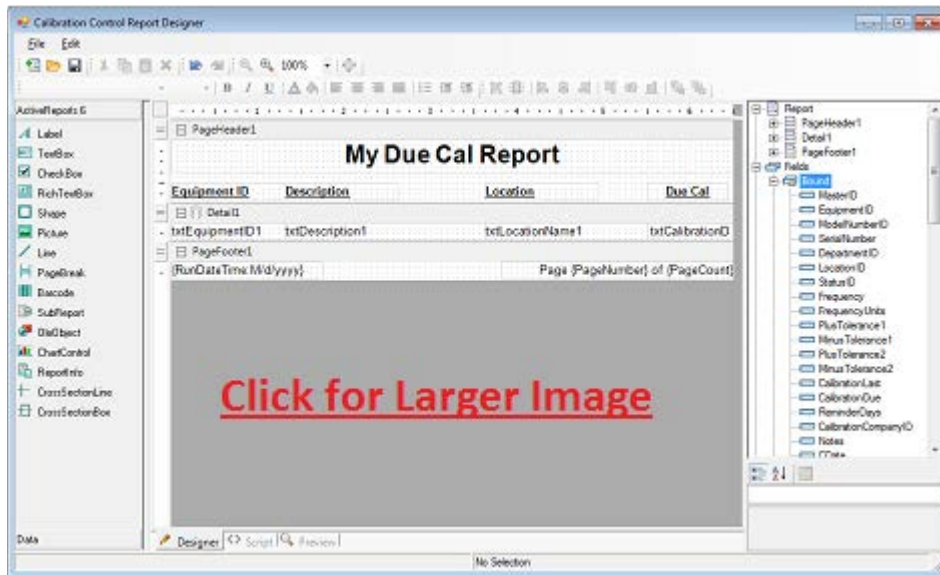 Calibration Control Report Designer
File Edit
100%
B I U A
ActiveReports 6
Label
TextBox
CheckBox
RichTextBox
Shape
Picture
Line
PageBreak
Barcode
SubReport
OleObject
ChartControl
ReportInfo
CrossSectionLine
CrossSectionBox
Data
PageHeader1
My Due Cal Report
Equipment ID Description Location Due Cal
Detail1
txtEquipmentID1 txtDescription1 txtLocationName1 txtCalibrationD
PageFooter1
{RunDateTime:M/d/yyyy} Page {PageNumber} of {PageCount}
Click for Larger Image
Designer Script Preview
No Selection
Report
PageHeader1
Detail1
PageFooter1
Fields
Bound
MasterID
EquipmentID
ModelNumberID
SerialNumber
DepartmentID
LocationID
StatusID
Frequency
FrequencyUnits
PlusTolerance1
MinusTolerance1
PlusTolerance2
MinusTolerance2
CalibrationLast
CalibrationDue
ReminderDays
CalibrationCompanyID
Notes